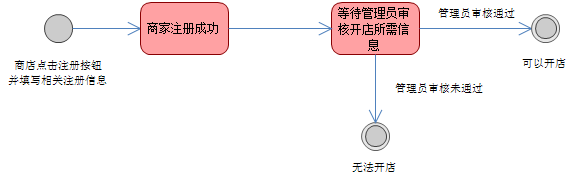 商店点击注册按钮
并填写相关注册信息
商家注册成功
等待管理员审
核开店所需信
息
管理员审核通过
可以开店
管理员审核未通过
无法开店